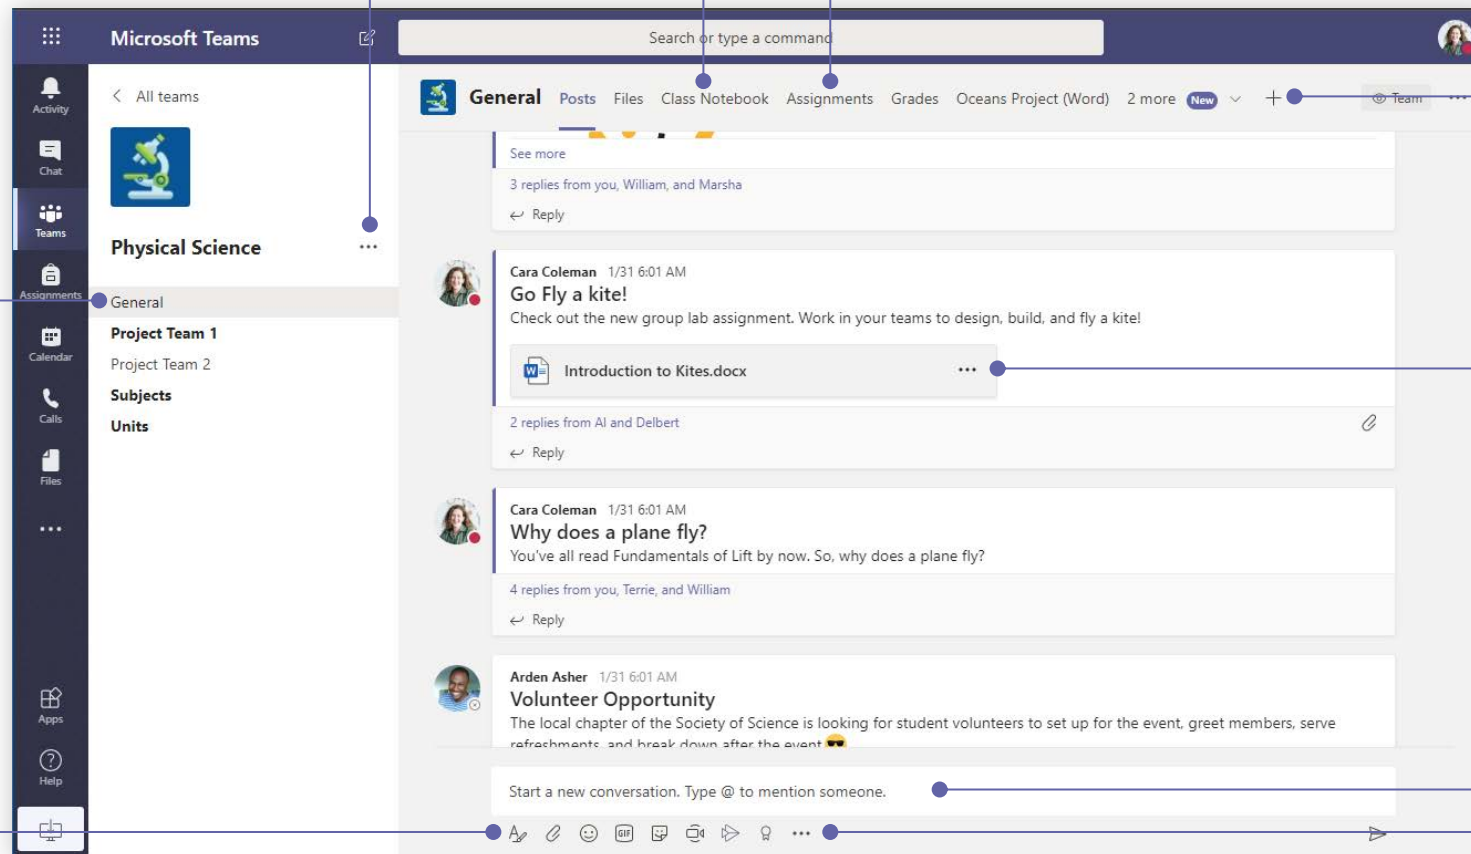 Microsoft Teams
Search or type a command
Activity
Chat
Teams
Assignments
Calendar
Calls
Files
Apps
Help
All teams
Physical Science
General
Project Team 1
Project Team 2
Subjects
Units
General Posts Files Class Notebook Assignments Grades Oceans Project (Word) 2 more New
Team
See more
3 replies from you, William, and Marsha
Reply
Cara Coleman 1/31 6:01 AM
Go Fly a kite!
Check out the new group lab assignment. Work in your teams to design, build, and fly a kite!
Introduction to Kites.docx
2 replies from Al and Delbert
Reply
Cara Coleman 1/31 6:01 AM
Why does a plane fly?
You've all read Fundamentals of Lift by now. So, why does a plane fly?
4 replies from you, Terrie, and William
Reply
Arden Asher 1/31 6:01 AM
Volunteer Opportunity
The local chapter of the Society of Science is looking for student volunteers to set up for the event, greet members, serve
refreshments, and break down after the event
Start a new conversation. Type @ to mention someone.
GIF